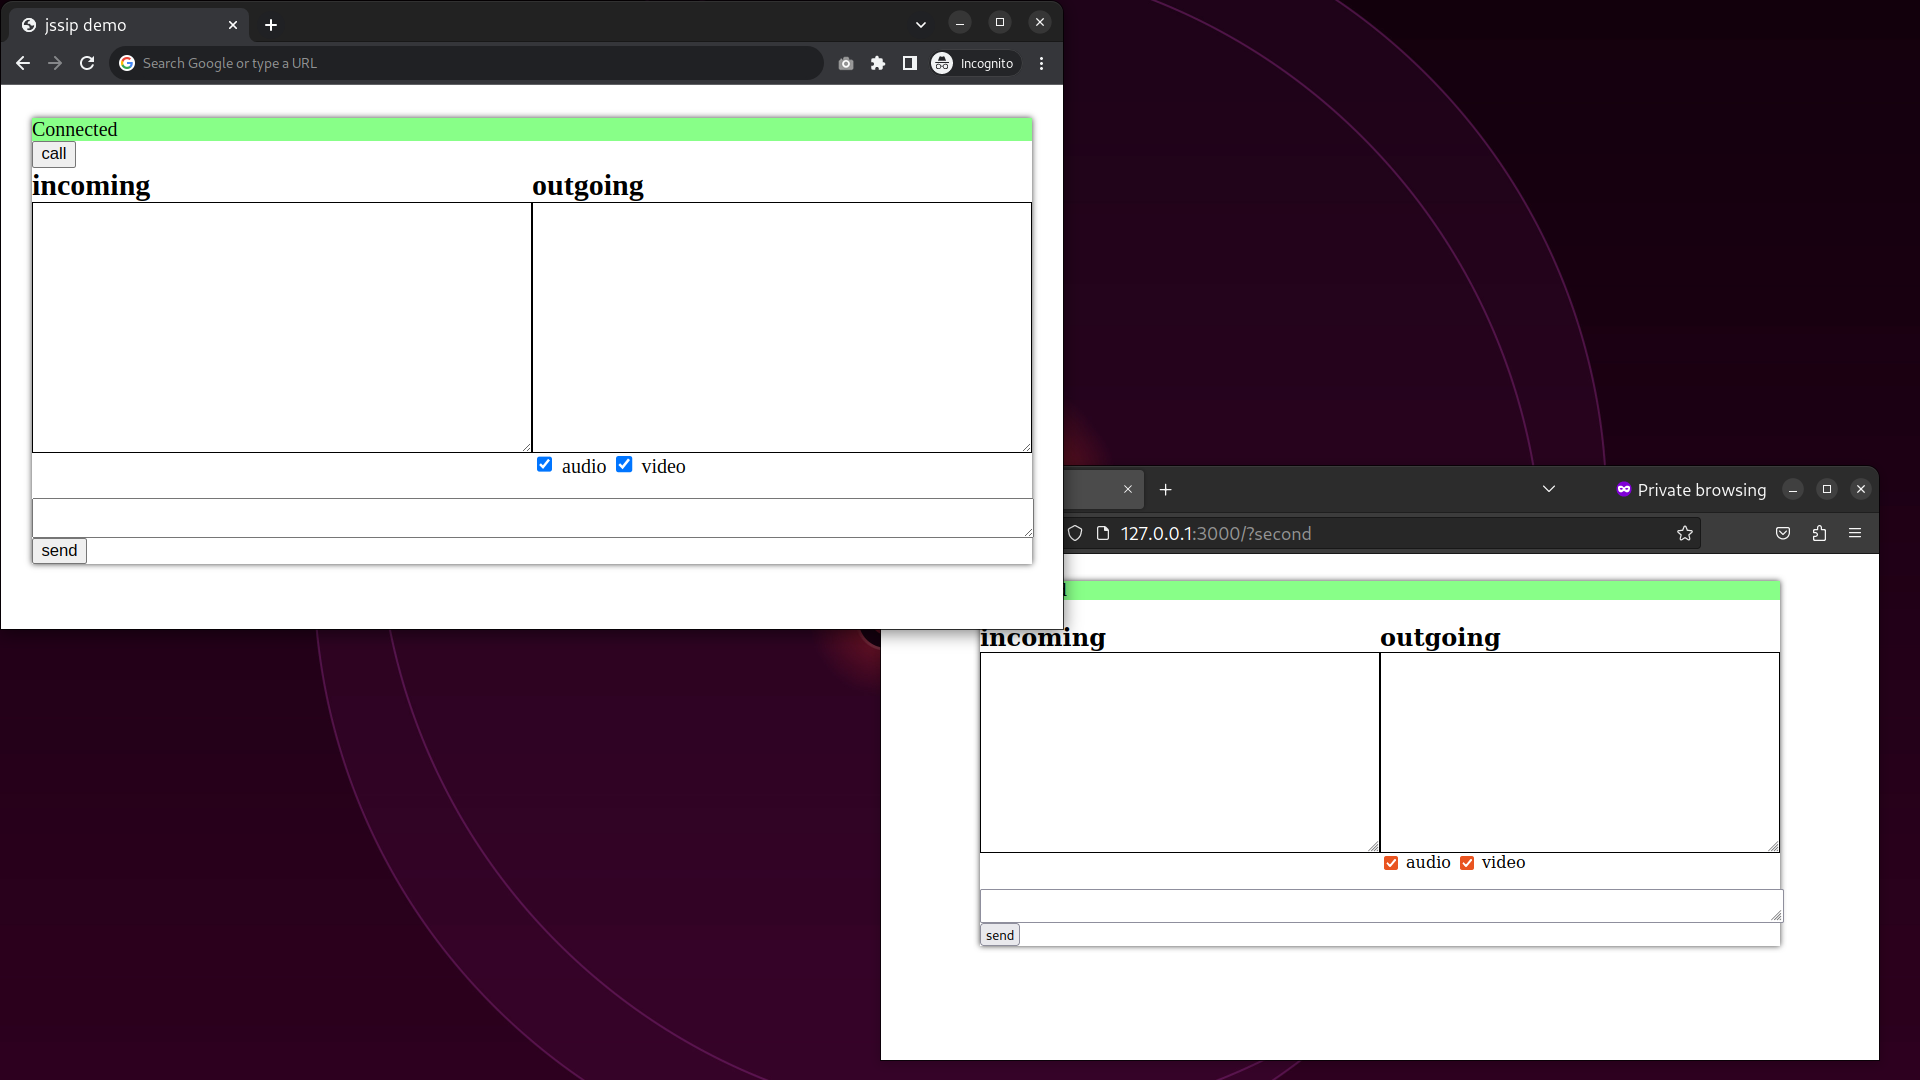 jssip demo
Search Google or type a URL
Incognito
Connected
call
incoming outgoing
audio video
send
Private browsing
127.0.0.1:3000/?second
incoming outgoing
audio video
send